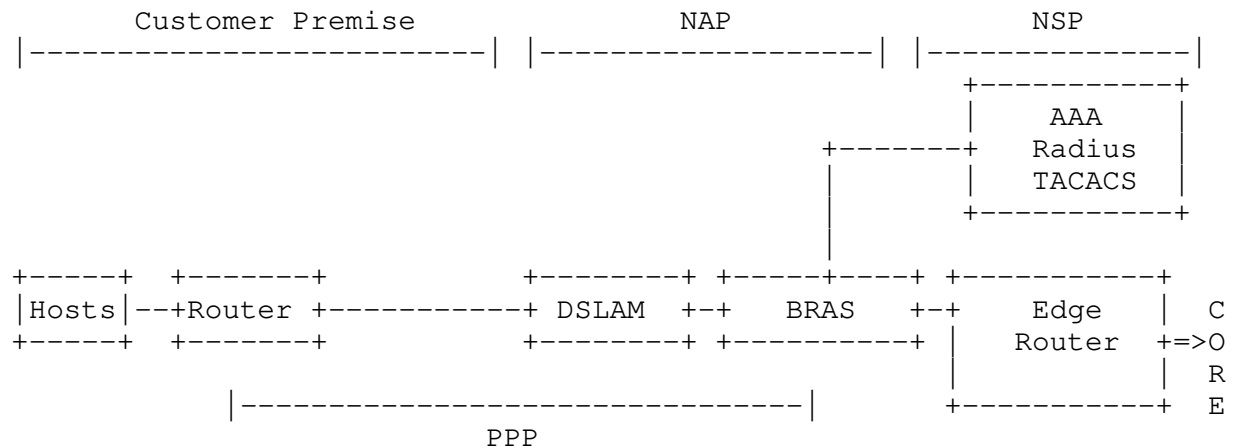 Customer Premise NAP NSP
AAA
Radius
TACACS
Hosts Router DSLAM BRAS Edge C
Router O
R
E
PPP